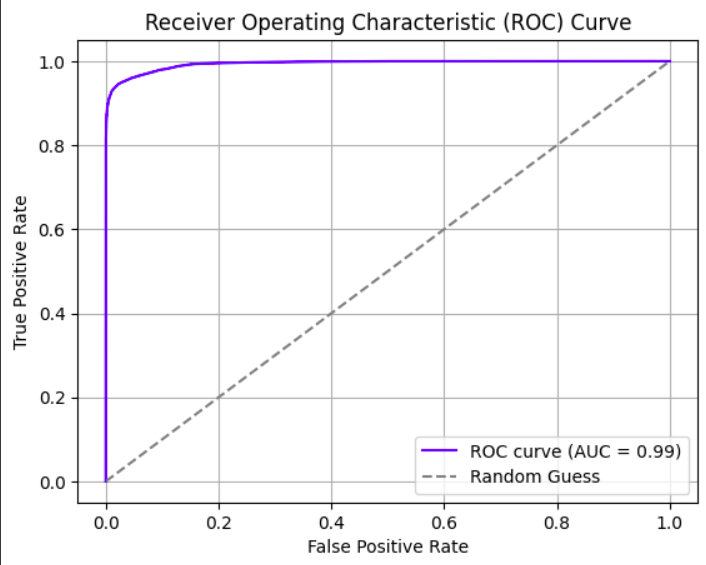 Receiver Operating Characteristic (ROC) Curve
True Positive Rate
1.0
0.8
0.6
0.4
0.2
0.0
ROC curve (AUC = 0.99)
Random Guess
0.0 0.2 0.4 0.6 0.8 1.0
False Positive Rate